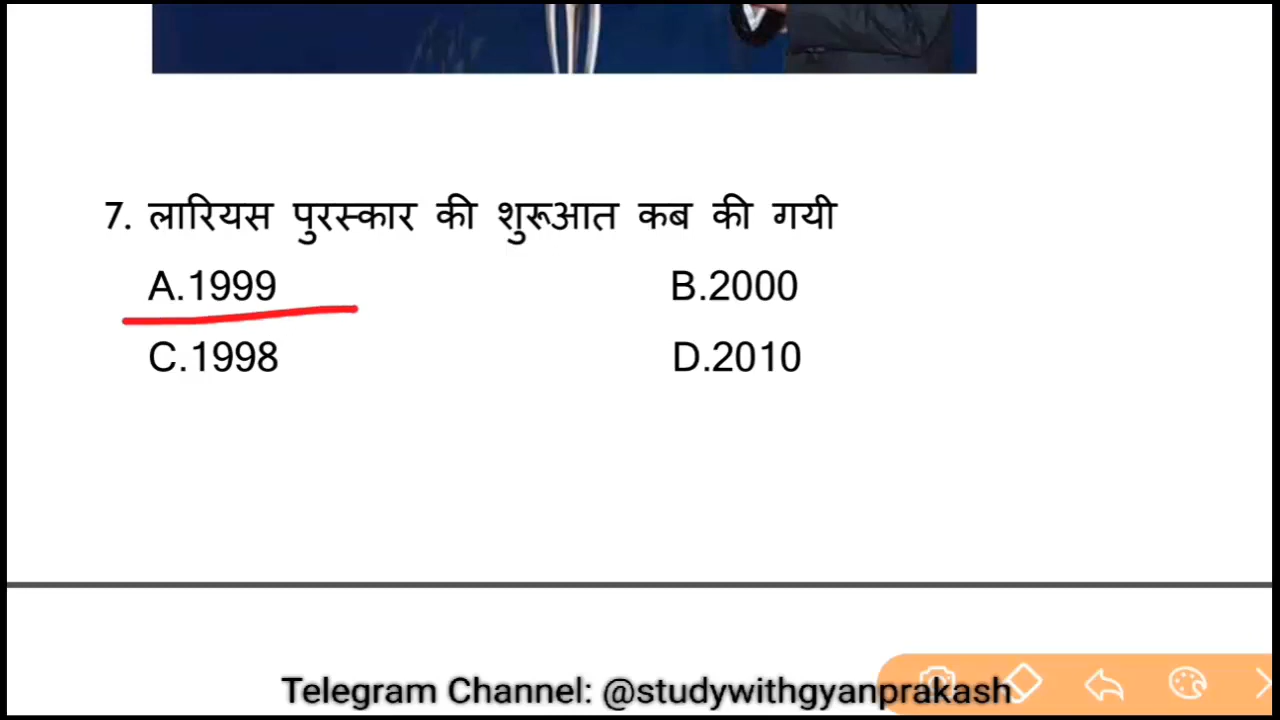 7. लारियस पुरस्कार की शुरूआत कब की गयी
A.1999 B.2000
C.1998 D.2010
Telegram Channel: @studywithgyanprakash